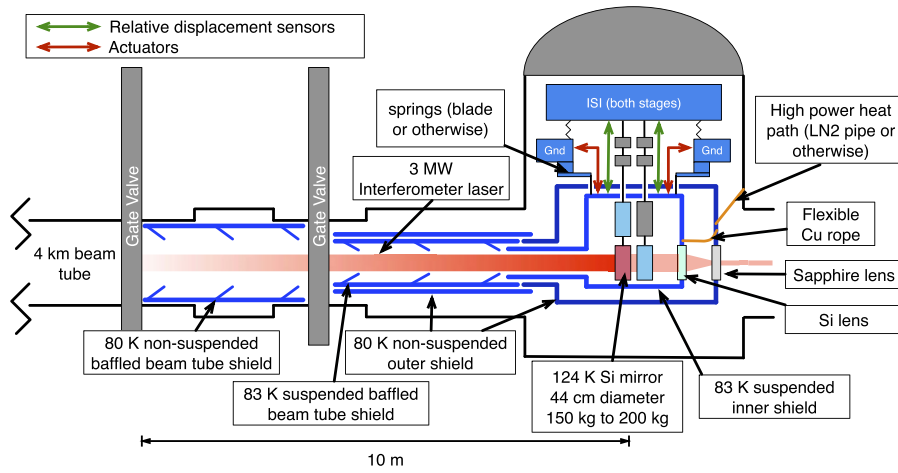 Relative displacement sensors
Actuators
ISI (both stages)
springs (blade
or otherwise)
Gnd
Gnd
High power heat
path (LN2 pipe or
otherwise)
3 MW
Interferometer laser
Gate Valve
Gate Valve
Flexible
Cu rope
4 km beam
tube
Sapphire lens
Si lens
80 K non-suspended
baffled beam tube shield
80 K non-suspended
outer shield
83 K suspended baffled
beam tube shield
124 K Si mirror
44 cm diameter
150 kg to 200 kg
83 K suspended
inner shield
10 m